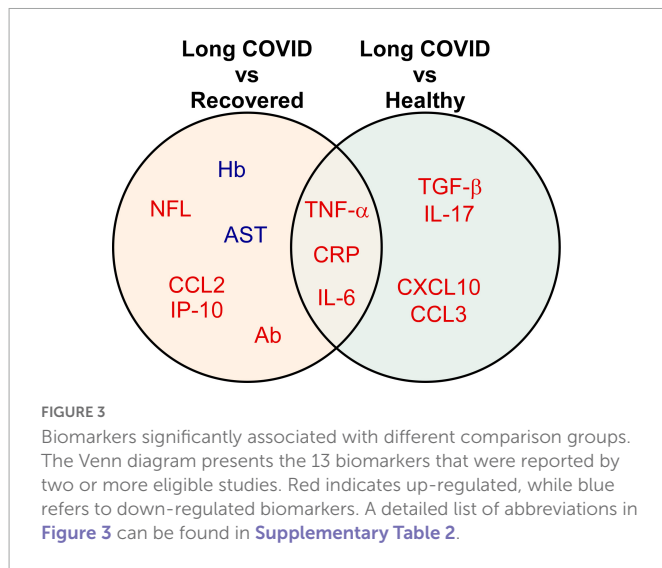 Long COVID
vs
Recovered
Long COVID
vs
Healthy
Hb
NFL
AST
CCL2
IP-10
Ab
TNF-α
CRP
IL-6
TGF-β
IL-17
CXCL10
CCL3
FIGURE 3
Biomarkers significantly associated with different comparison groups.
The Venn diagram presents the 13 biomarkers that were reported by
two or more eligible studies. Red indicates up-regulated, while blue
refers to down-regulated biomarkers. A detailed list of abbreviations in
Figure 3 can be found in Supplementary Table 2.